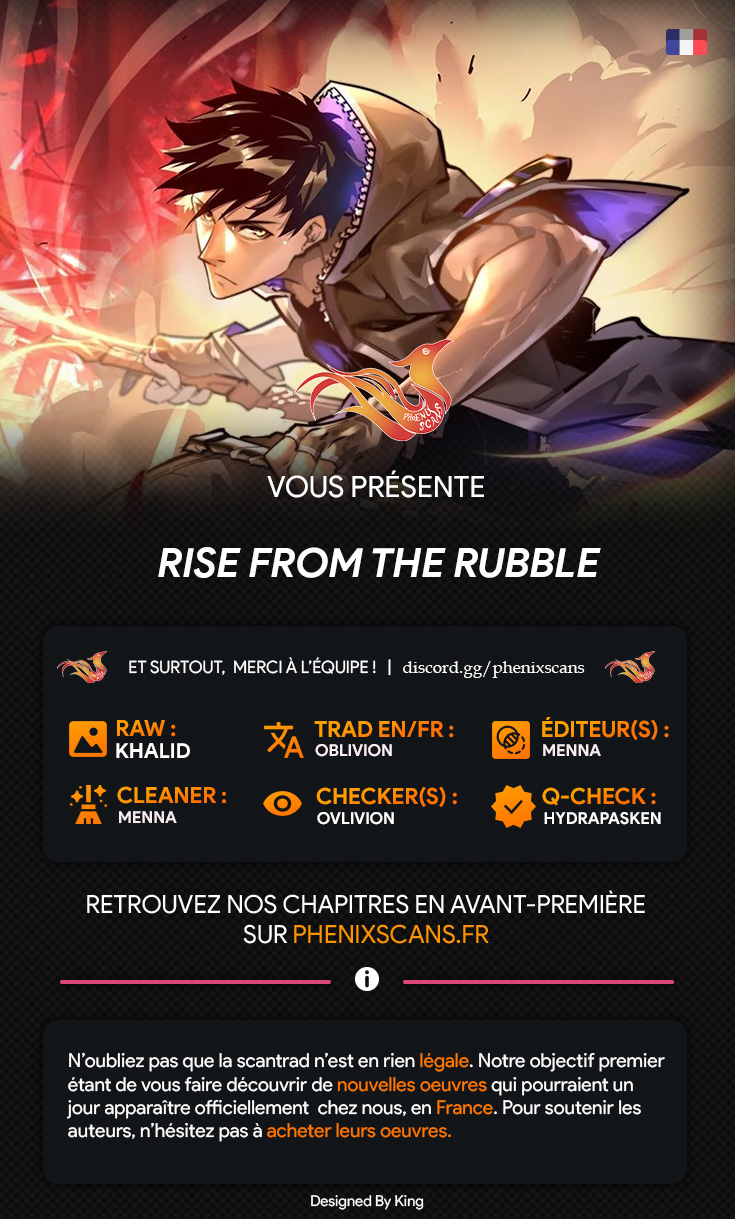 PHOENIX
SCANS
VOUS PRÉSENTE
RISE FROM THE RUBBLE
ET SURTOUT, MERCI À L'ÉQUIPE ! | discord.gg/phenixscans
RAW :
KHALID
TRAD EN/FR :
OBLIVION
ÉDITEUR(S) :
MENNA
CLEANER :
MENNA
CHECKER(S) :
OVLIVION
Q-CHECK :
HYDRAPASKEN
RETROUVEZ NOS CHAPITRES EN AVANT-PREMIÈRE
SUR PHENIXSCANS.FR
N'oubliez pas que la scantrad n'est en rien légale. Notre objectif premier
étant de vous faire découvrir de nouvelles oeuvres qui pourraient un
jour apparaître officiellement chez nous, en France. Pour soutenir les
auteurs, n'hésitez pas à acheter leurs oeuvres.
Designed By King